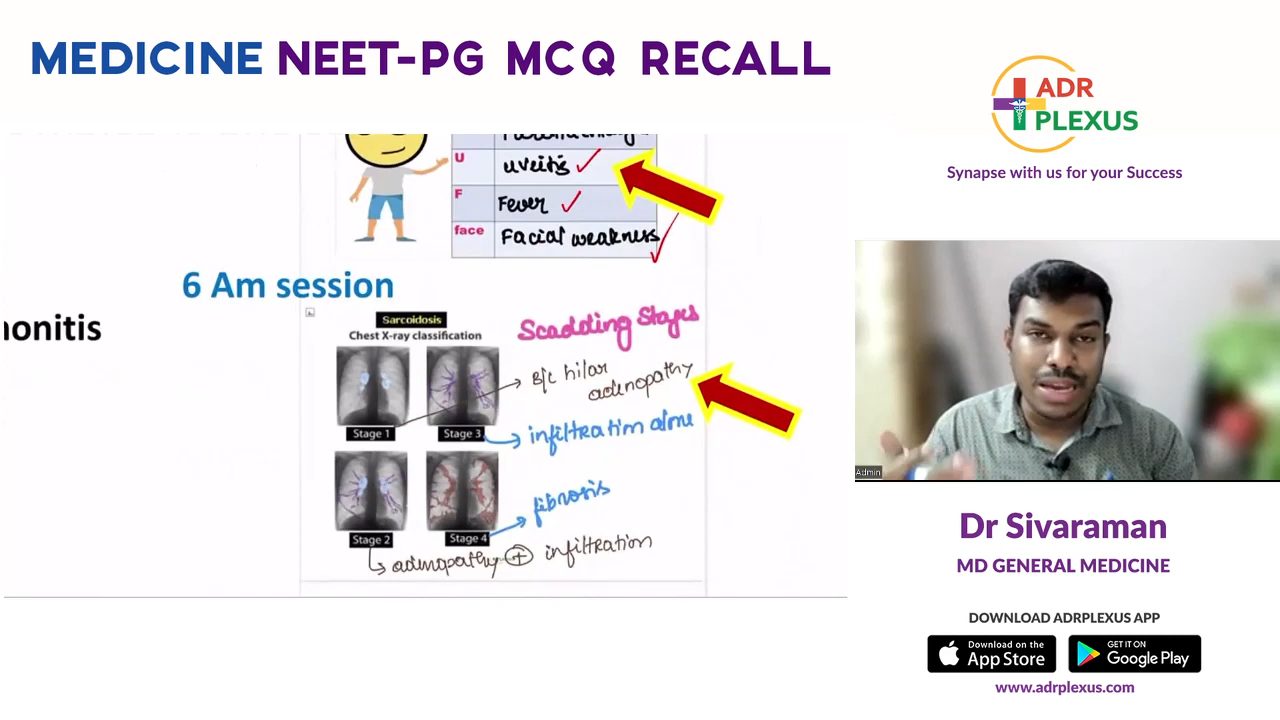 MEDICINE NEET-PG MCQ RECALL
ADR
PLEXUS
Synapse with us for your Success
U uveitis
F Fever
face Facial weakness
6 Am session
onitis
Sarcoidosis
Chest X-ray classification
Scadding Stages
B/L hilar
adenopathy
Stage 1
Stage 3
infiltration alone
fibrosis
Stage 2
Stage 4
adenopathy + infiltration
Admin
Dr Sivaraman
MD GENERAL MEDICINE
DOWNLOAD ADRPLEXUS APP
Download on the
App Store
GET IT ON
Google Play
www.adrplexus.com